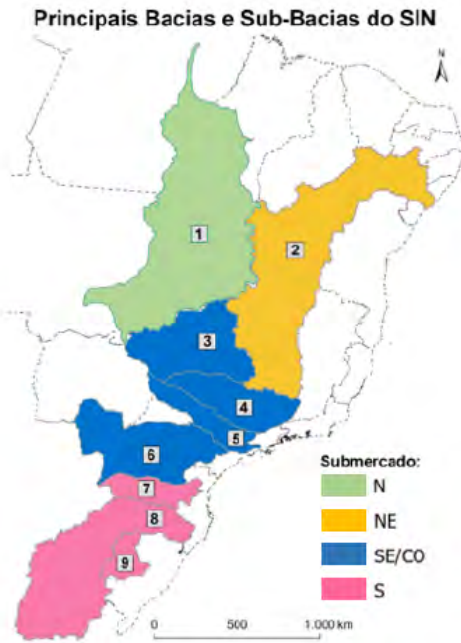 Principais Bacias e Sub-Bacias do SIN
N
1
2
3
4
5
6
7
8
9
Submercado:
N
NE
SE/CO
S
0 500 1.000 km